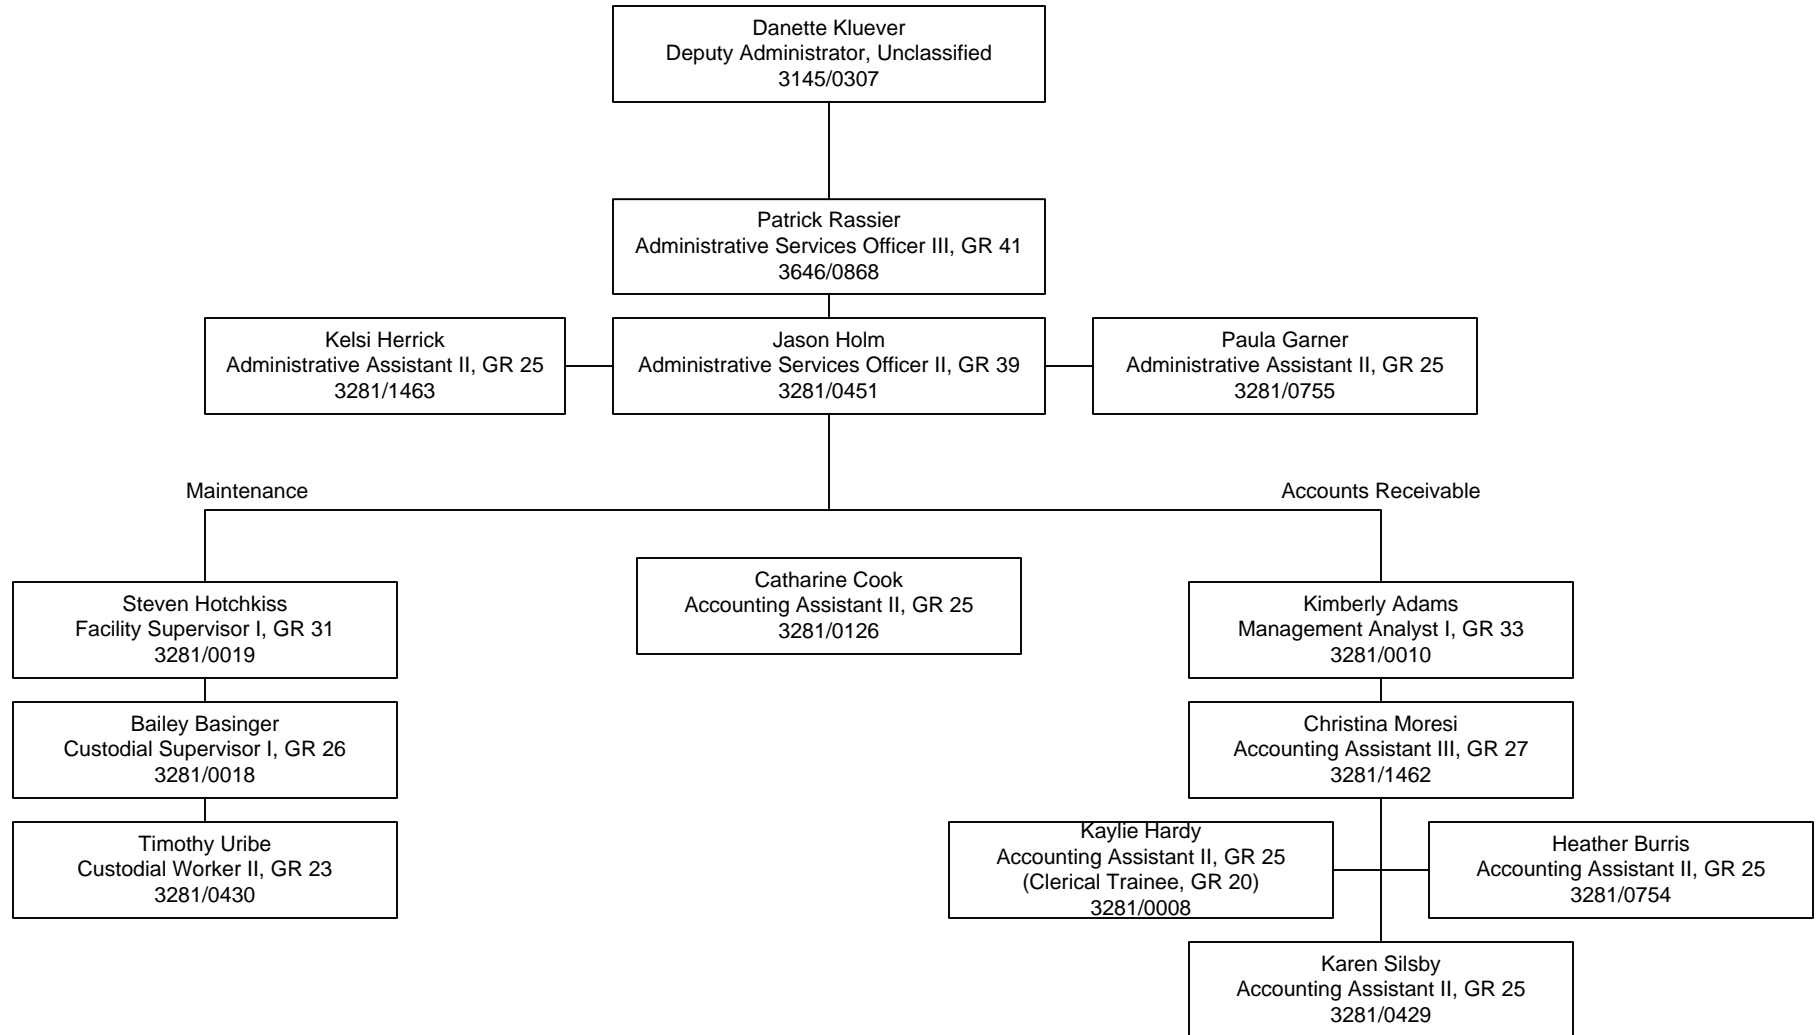 Danette Kluever
Deputy Administrator, Unclassified
3145/0307
Patrick Rassier
Administrative Services Officer III, GR 41
3646/0868
Kelsi Herrick
Administrative Assistant II, GR 25
3281/1463
Jason Holm
Administrative Services Officer II, GR 39
3281/0451
Paula Garner
Administrative Assistant II, GR 25
3281/0755
Maintenance
Accounts Receivable
Steven Hotchkiss
Facility Supervisor I, GR 31
3281/0019
Catharine Cook
Accounting Assistant II, GR 25
3281/0126
Kimberly Adams
Management Analyst I, GR 33
3281/0010
Bailey Basinger
Custodial Supervisor I, GR 26
3281/0018
Christina Moresi
Accounting Assistant III, GR 27
3281/1462
Timothy Uribe
Custodial Worker II, GR 23
3281/0430
Kaylie Hardy
Accounting Assistant II, GR 25
(Clerical Trainee, GR 20)
3281/0008
Heather Burris
Accounting Assistant II, GR 25
3281/0754
Karen Silsby
Accounting Assistant II, GR 25
3281/0429